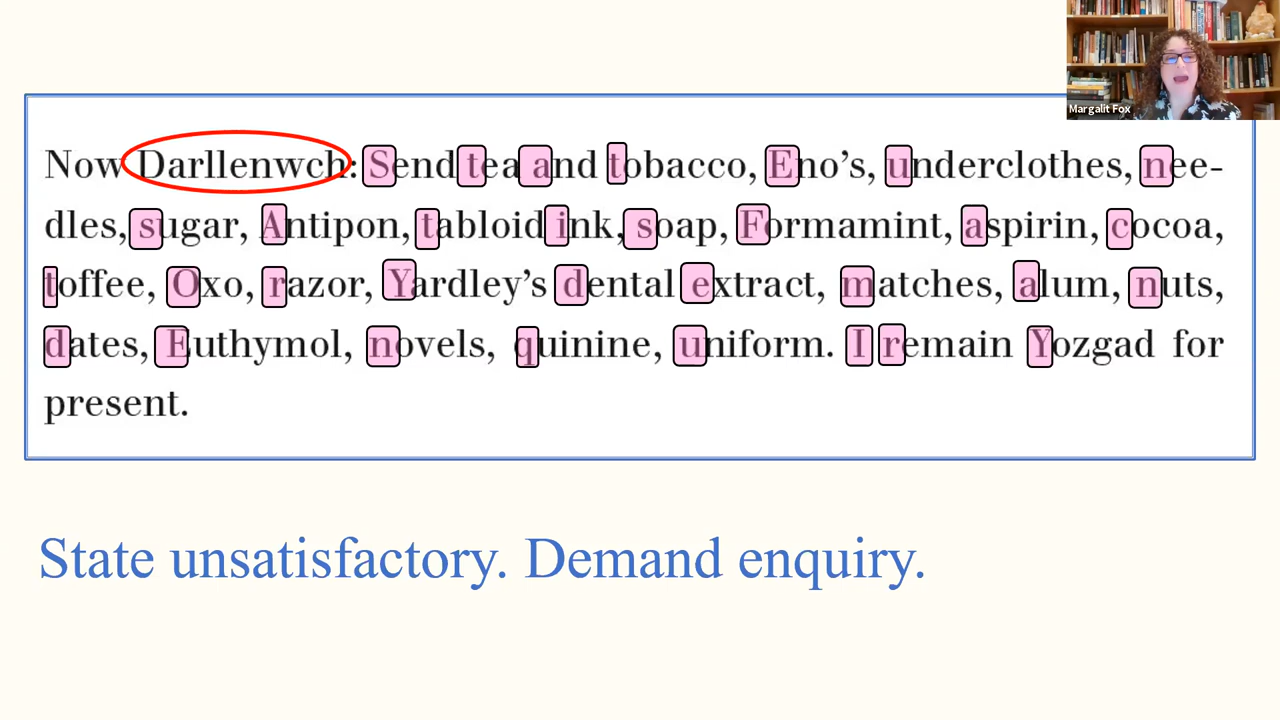 Margalit Fox
Now Darllenwch: Send tea and tobacco, Eno's, underclothes, nee-
dles, sugar, Antipon, tabloid ink, soap, Formamint, aspirin, cocoa,
toffee, Oxo, razor, Yardley's dental extract, matches, alum, nuts,
dates, Euthymol, novels, quinine, uniform. I remain Yozgad for
present.
State unsatisfactory. Demand enquiry.